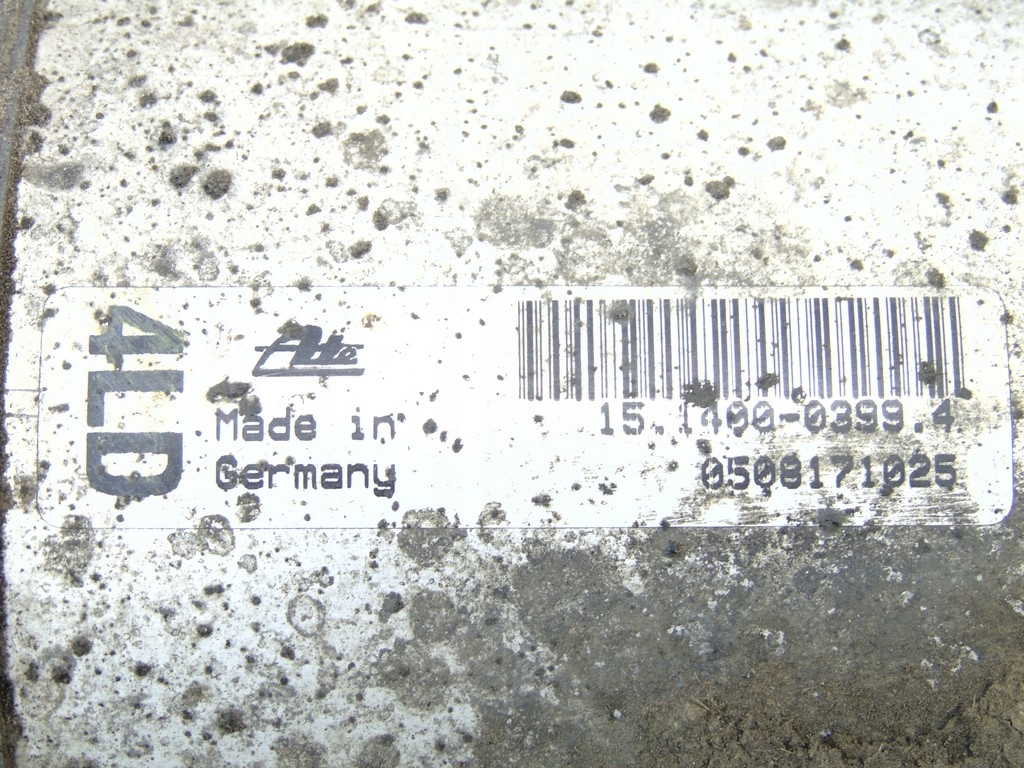 4LD
Ate
Made in
Germany
15.1400-0399.4
0508171025